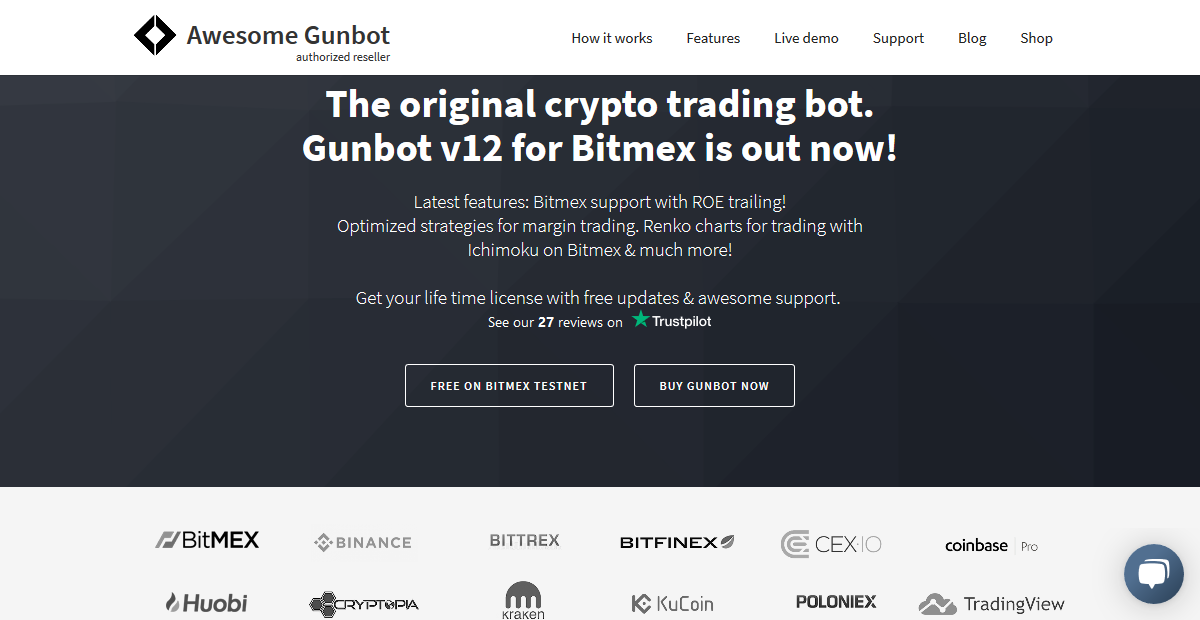 Awesome Gunbot
authorized reseller
How it works
Features
Live demo
Support
Blog
Shop
The original crypto trading bot.
Gunbot v12 for Bitmex is out now!
Latest features: Bitmex support with ROE trailing!
Optimized strategies for margin trading. Renko charts for trading with
Ichimoku on Bitmex & much more!
Get your life time license with free updates & awesome support.
See our 27 reviews on Trustpilot
FREE ON BITMEX TESTNET
BUY GUNBOT NOW
BitMEX
BINANCE
BITTREX
BITFINEX
CEX.IO
coinbase Pro
Huobi
CRYPTOPIA
kraken
KuCoin
POLONIEX
TradingView